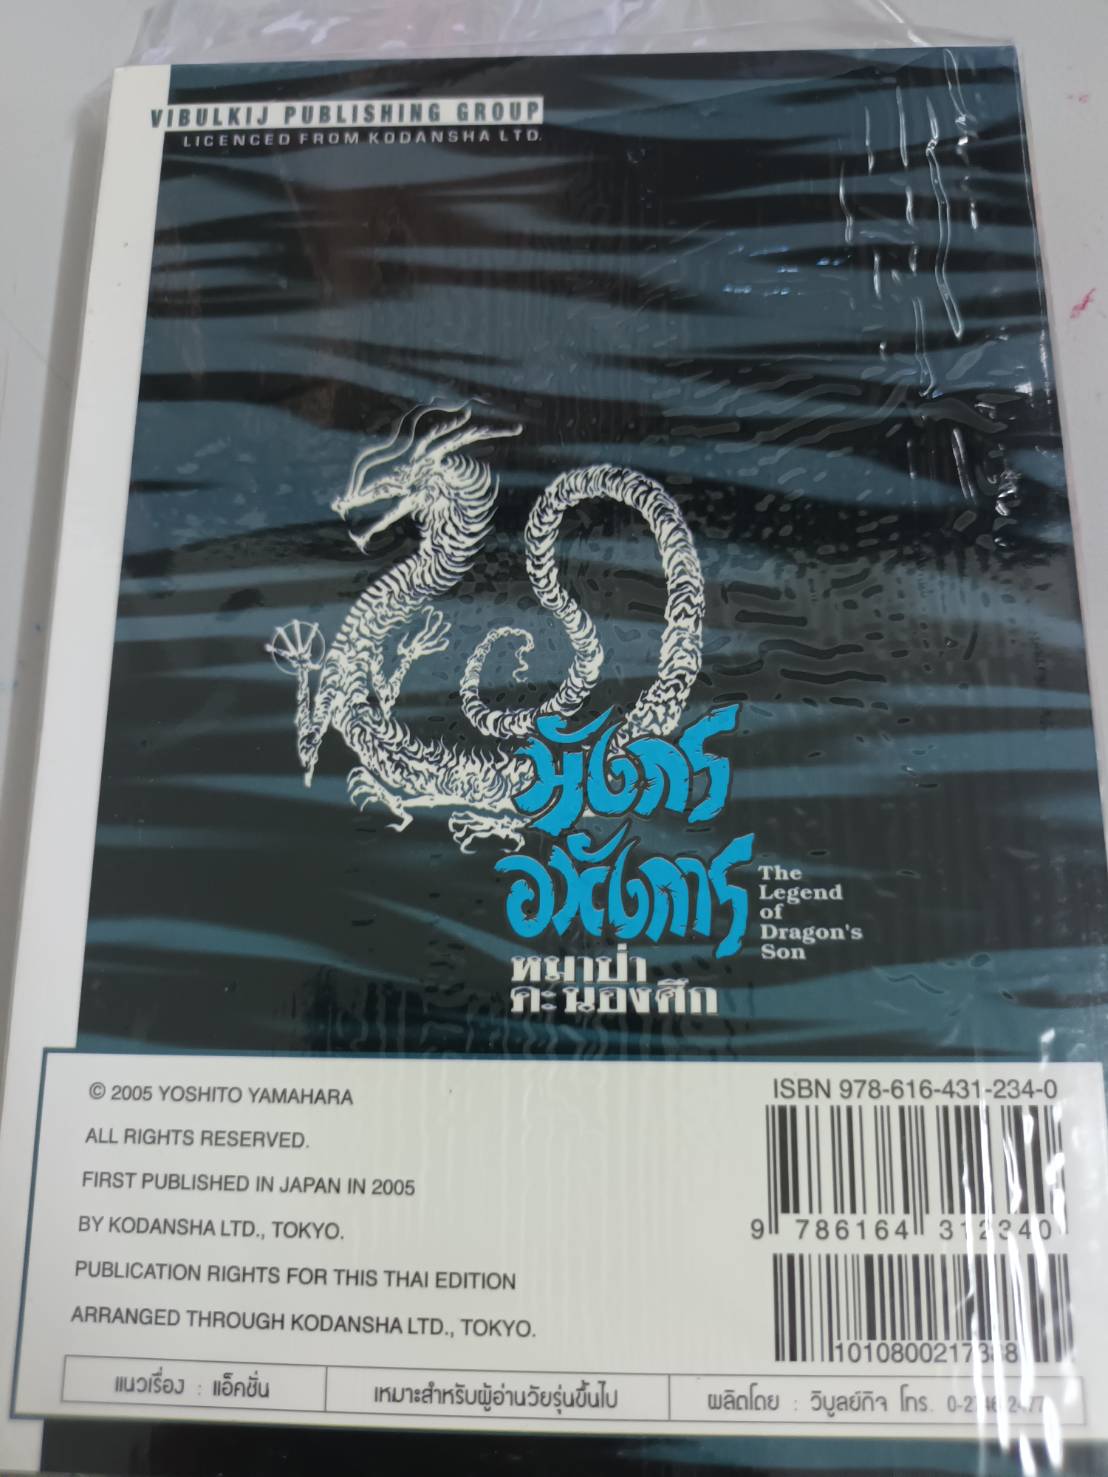 VIBULKIJ PUBLISHING GROUP
LICENCED FROM KODANSHA LTD.
มังกร
อหังการ
The
Legend
of
Dragon's
Son
หมาป่า
คะนองศึก
© 2005 YOSHITO YAMAHARA
ALL RIGHTS RESERVED.
FIRST PUBLISHED IN JAPAN IN 2005
BY KODANSHA LTD., TOKYO.
PUBLICATION RIGHTS FOR THIS THAI EDITION
ARRANGED THROUGH KODANSHA LTD., TOKYO.
ISBN 978-616-431-234-0
9 786164 312340
แนวเรื่อง : แอ็คชั่น
เหมาะสำหรับผู้อ่านวัยรุ่นขึ้นไป
ผลิตโดย : วิบูลย์กิจ โทร.